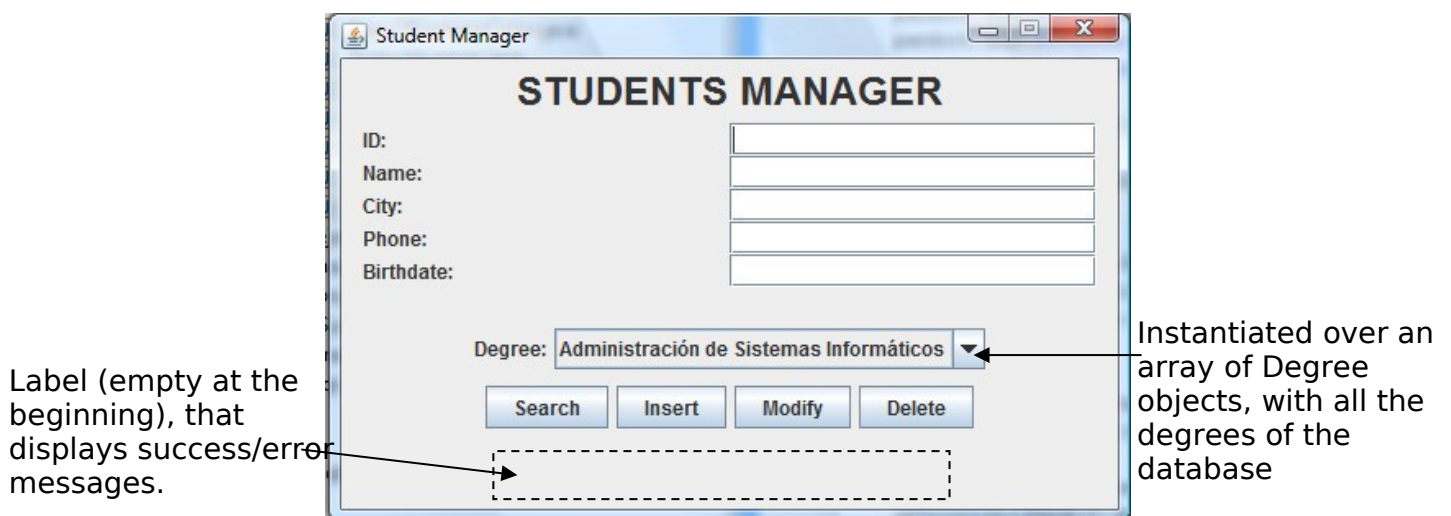 Student Manager
STUDENTS MANAGER
ID:
Name:
City:
Phone:
Birthdate:
Degree: Administración de Sistemas Informáticos
Search Insert Modify Delete
Label (empty at the
beginning), that
displays success/error
messages.
Instantiated over an
array of Degree
objects, with all the
degrees of the
database